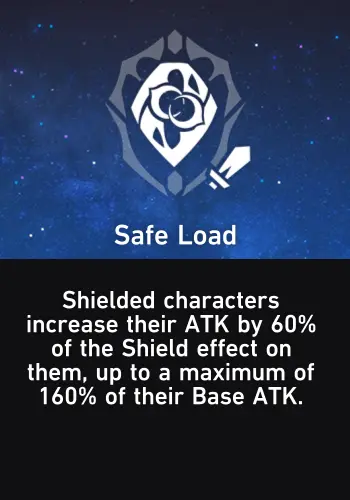 Safe Load
Shielded characters
increase their ATK by 60%
of the Shield effect on
them, up to a maximum of
160% of their Base ATK.